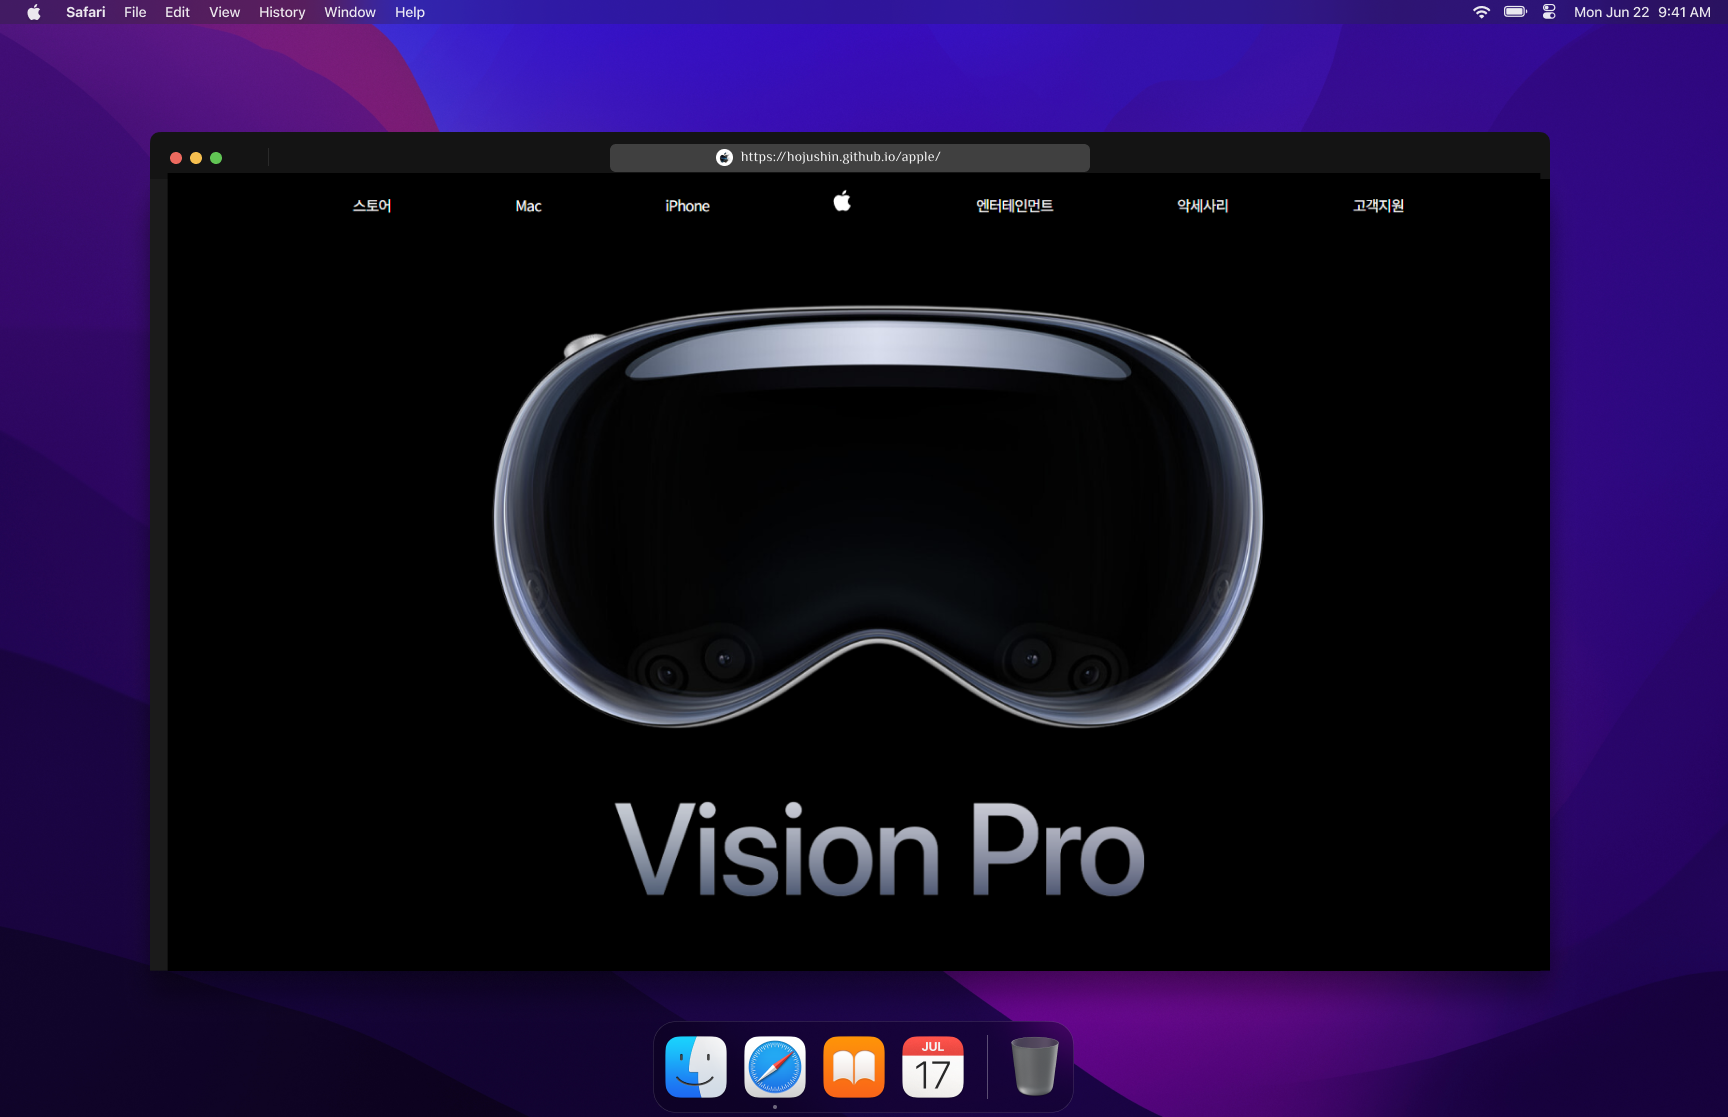 Safari File Edit View History Window Help Mon Jun 22 9:41 AM
https://hojushin.github.io/apple/
스토어 Mac iPhone 엔터테인먼트 악세사리 고객지원
Vision Pro
JUL
17